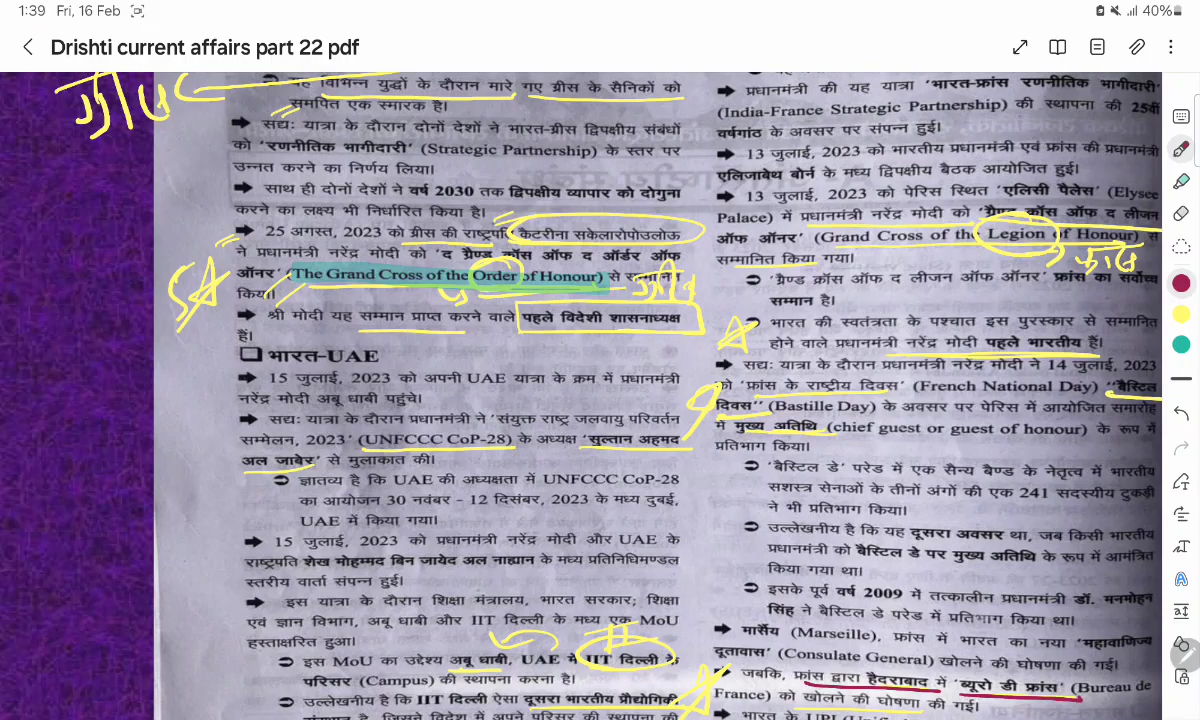 1:39 Fri, 16 Feb
40%
Drishti current affairs part 22 pdf
ग्रीस
यह विभिन्न युद्धों के दौरान मारे गए ग्रीस के सैनिकों को
समर्पित एक स्मारक है।
सद्यः यात्रा के दौरान दोनों देशों ने भारत-ग्रीस द्विपक्षीय संबंधों
को 'रणनीतिक भागीदारी' (Strategic Partnership) के स्तर पर
उन्नत करने का निर्णय लिया।
साथ ही दोनों देशों ने वर्ष 2030 तक द्विपक्षीय व्यापार को दोगुना
करने का लक्ष्य भी निर्धारित किया है।
25 अगस्त, 2023 को ग्रीस की राष्ट्रपति कैटरीना सकेलारोपोउलोऊ
ने प्रधानमंत्री नरेंद्र मोदी को 'द ग्रैण्ड क्रॉस ऑफ द ऑर्डर ऑफ
ऑनर' (The Grand Cross of the Order of Honour) से सम्मानित
किया।
ग्रीस
श्री मोदी यह सम्मान प्राप्त करने वाले पहले विदेशी शासनाध्यक्ष
हैं।
भारत-UAE
15 जुलाई, 2023 को अपनी UAE यात्रा के क्रम में प्रधानमंत्री
नरेंद्र मोदी अबू धाबी पहुंचे।
सद्यः यात्रा के दौरान प्रधानमंत्री ने 'संयुक्त राष्ट्र जलवायु परिवर्तन
सम्मेलन, 2023' (UNFCCC CoP-28) के अध्यक्ष 'सुल्तान अहमद
अल जाबेर' से मुलाकात की।
ज्ञातव्य है कि UAE की अध्यक्षता में UNFCCC CoP-28
का आयोजन 30 नवंबर - 12 दिसंबर, 2023 के मध्य दुबई,
UAE में किया गया।
15 जुलाई, 2023 को प्रधानमंत्री नरेंद्र मोदी और UAE के
राष्ट्रपति शेख मोहम्मद बिन जायेद अल नाह्यान के मध्य प्रतिनिधिमण्डल
स्तरीय वार्ता संपन्न हुई।
इस यात्रा के दौरान शिक्षा मंत्रालय, भारत सरकार; शिक्षा
एवं ज्ञान विभाग, अबू धाबी और IIT दिल्ली के मध्य एक MoU
हस्ताक्षरित हुआ।
इस MoU का उद्देश्य अबू धाबी, UAE में IIT दिल्ली के
परिसर (Campus) की स्थापना करना है।
उल्लेखनीय है कि IIT दिल्ली ऐसा दूसरा भारतीय प्रौद्योगिकी
संस्थान है, जिसने विदेश में अपने परिसर की स्थापना की
प्रधानमंत्री की यह यात्रा 'भारत-फ्रांस रणनीतिक भागीदारी'
(India-France Strategic Partnership) की स्थापना की 25वीं
वर्षगांठ के अवसर पर संपन्न हुई।
13 जुलाई, 2023 को भारतीय प्रधानमंत्री एवं फ्रांस की प्रधानमंत्री
एलिजाबेथ बोर्न के मध्य द्विपक्षीय बैठक आयोजित हुई।
13 जुलाई, 2023 को पेरिस स्थित 'एलिसी पैलेस' (Elysee
Palace) में प्रधानमंत्री नरेंद्र मोदी को 'ग्रैण्ड क्रॉस ऑफ द लीजन
ऑफ ऑनर' (Grand Cross of the Legion of Honour) से
सम्मानित किया गया।
फ्रांस
'ग्रैण्ड क्रॉस ऑफ द लीजन ऑफ ऑनर' फ्रांस का सर्वोच्च
सम्मान है।
भारत की स्वतंत्रता के पश्चात इस पुरस्कार से सम्मानित
होने वाले प्रधानमंत्री नरेंद्र मोदी पहले भारतीय हैं।
सद्यः यात्रा के दौरान प्रधानमंत्री नरेंद्र मोदी ने 14 जुलाई, 2023
को 'फ्रांस के राष्ट्रीय दिवस' (French National Day) "बैस्टिल
दिवस" (Bastille Day) के अवसर पर पेरिस में आयोजित समारोह
में मुख्य अतिथि (chief guest or guest of honour) के रूप में
प्रतिभाग किया।
'बैस्टिल डे' परेड में एक सैन्य बैण्ड के नेतृत्व में भारतीय
सशस्त्र सेनाओं के तीनों अंगों की एक 241 सदस्यीय टुकड़ी
ने भी प्रतिभाग किया।
उल्लेखनीय है कि यह दूसरा अवसर था, जब किसी भारतीय
प्रधानमंत्री को बैस्टिल डे पर मुख्य अतिथि के रूप में आमंत्रित
किया गया था।
इसके पूर्व वर्ष 2009 में तत्कालीन प्रधानमंत्री डॉ. मनमोहन
सिंह ने बैस्टिल डे परेड में प्रतिभाग किया था।
मार्सेय (Marseille), फ्रांस में भारत का नया 'महावाणिज्य
दूतावास' (Consulate General) खोलने की घोषणा की गई।
जबकि, फ्रांस द्वारा हैदराबाद में 'ब्यूरो डी फ्रांस' (Bureau de
France) को खोलने की घोषणा की गई।